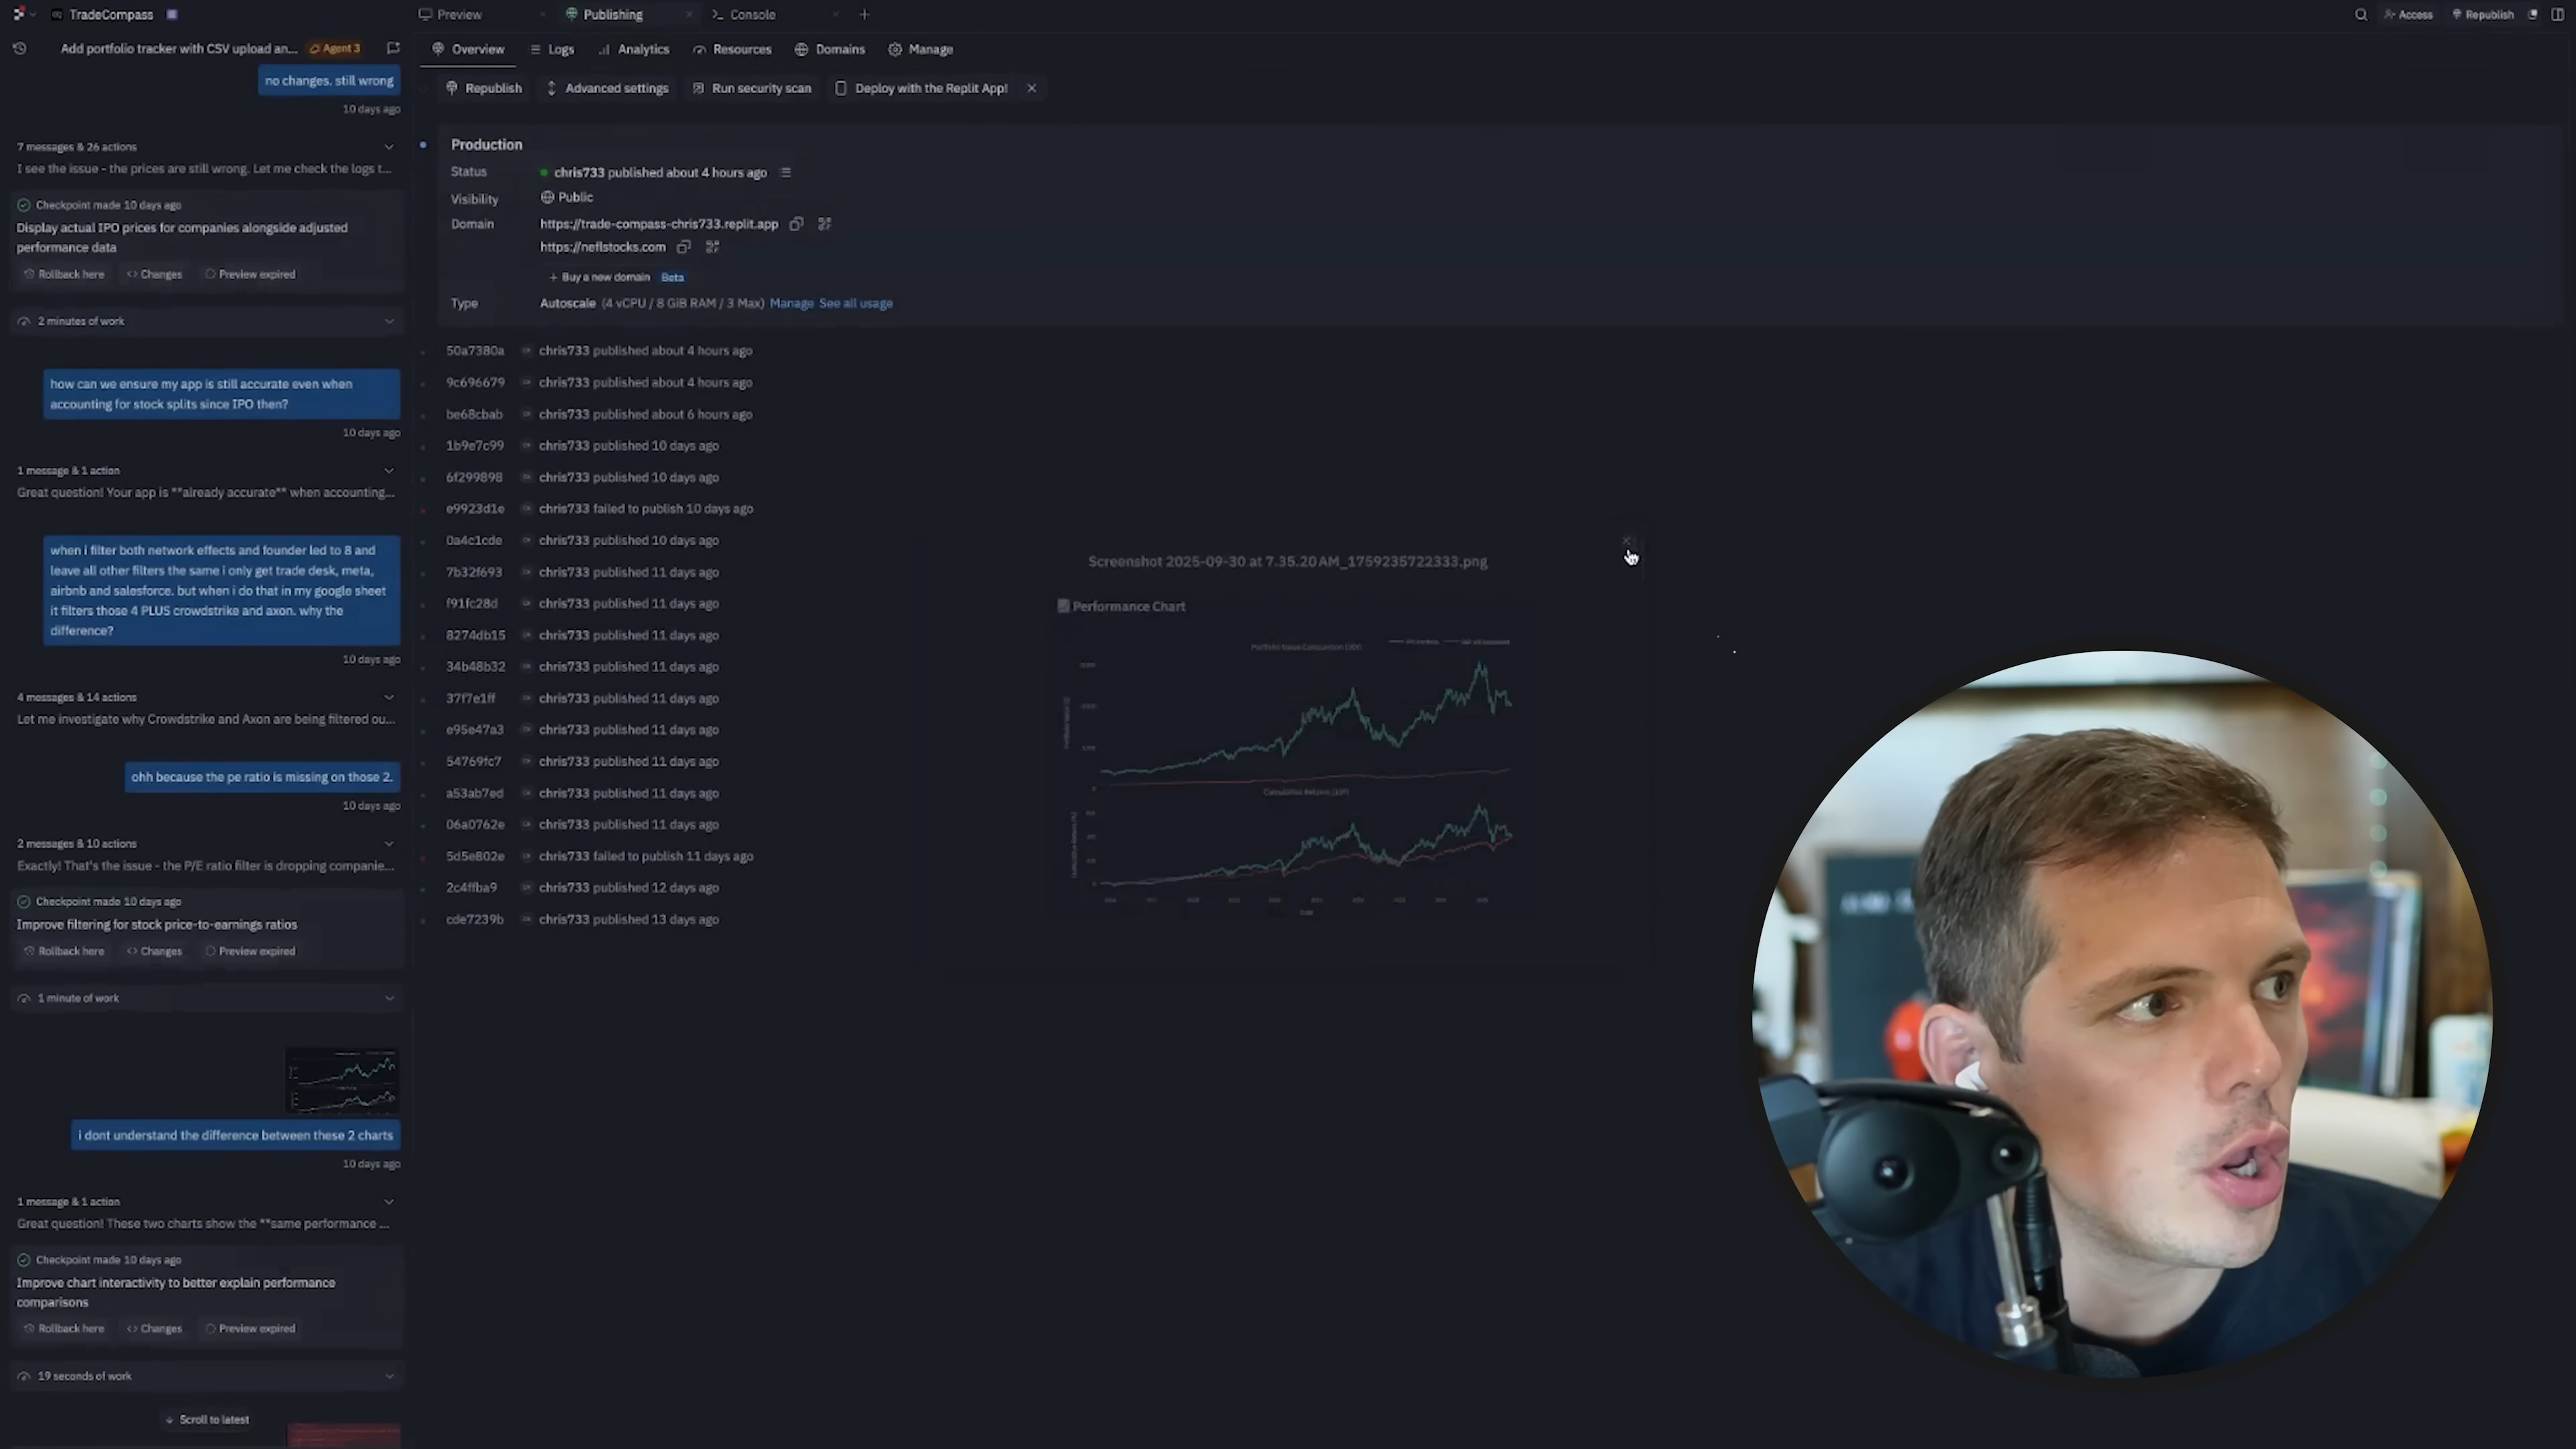 TradeCompass
Preview
Publishing
Console
Access
Republish
Add portfolio tracker with CSV upload an...
Agent 3
Overview
Logs
Analytics
Resources
Domains
Manage
no changes. still wrong
10 days ago
Republish
Advanced settings
Run security scan
Deploy with the Replit App!
7 messages & 26 actions
I see the issue - the prices are still wrong. Let me check the logs t...
Checkpoint made 10 days ago
Display actual IPO prices for companies alongside adjusted
performance data
Rollback here
Changes
Preview expired
2 minutes of work
how can we ensure my app is still accurate even when
accounting for stock splits since IPO then?
10 days ago
1 message & 1 action
Great question! Your app is **already accurate** when accounting...
when i filter both network effects and founder led to 8 and
leave all other filters the same i only get trade desk, meta,
airbnb and salesforce. but when i do that in my google sheet
it filters those 4 PLUS crowdstrike and axon. why the
difference?
10 days ago
4 messages & 14 actions
Let me investigate why Crowdstrike and Axon are being filtered ou...
ohh because the pe ratio is missing on those 2.
10 days ago
2 messages & 10 actions
Exactly! That's the issue - the P/E ratio filter is dropping companie...
Checkpoint made 10 days ago
Improve filtering for stock price-to-earnings ratios
Rollback here
Changes
Preview expired
1 minute of work
i dont understand the difference between these 2 charts
10 days ago
1 message & 1 action
Great question! These two charts show the **same performance ...
Checkpoint made 10 days ago
Improve chart interactivity to better explain performance
comparisons
Rollback here
Changes
Preview expired
19 seconds of work
Scroll to latest
Production
Status
chris733 published about 4 hours ago
Visibility
Public
Domain
https://trade-compass-chris733.replit.app
https://neflstocks.com
+ Buy a new domain
Beta
Type
Autoscale (4 vCPU / 8 GiB RAM / 3 Max) Manage See all usage
50a7380a chris733 published about 4 hours ago
9c696679 chris733 published about 4 hours ago
be68cbab chris733 published about 6 hours ago
1b9e7c99 chris733 published 10 days ago
6f299898 chris733 published 10 days ago
e9923d1e chris733 failed to publish 10 days ago
0a4c1cde chris733 published 10 days ago
7b32f693 chris733 published 11 days ago
f91fc28d chris733 published 11 days ago
8274db15 chris733 published 11 days ago
34b48b32 chris733 published 11 days ago
37f7e1ff chris733 published 11 days ago
e95e47a3 chris733 published 11 days ago
54769fc7 chris733 published 11 days ago
a53ab7ed chris733 published 11 days ago
06a0762e chris733 published 11 days ago
5d5e802e chris733 failed to publish 11 days ago
2c4ffba9 chris733 published 12 days ago
cde7239b chris733 published 13 days ago
Screenshot 2025-09-30 at 7.35.20 AM_1759235722333.png
Performance Chart
Portfolio Value Comparison (10Y)
Cumulative Returns (10Y)